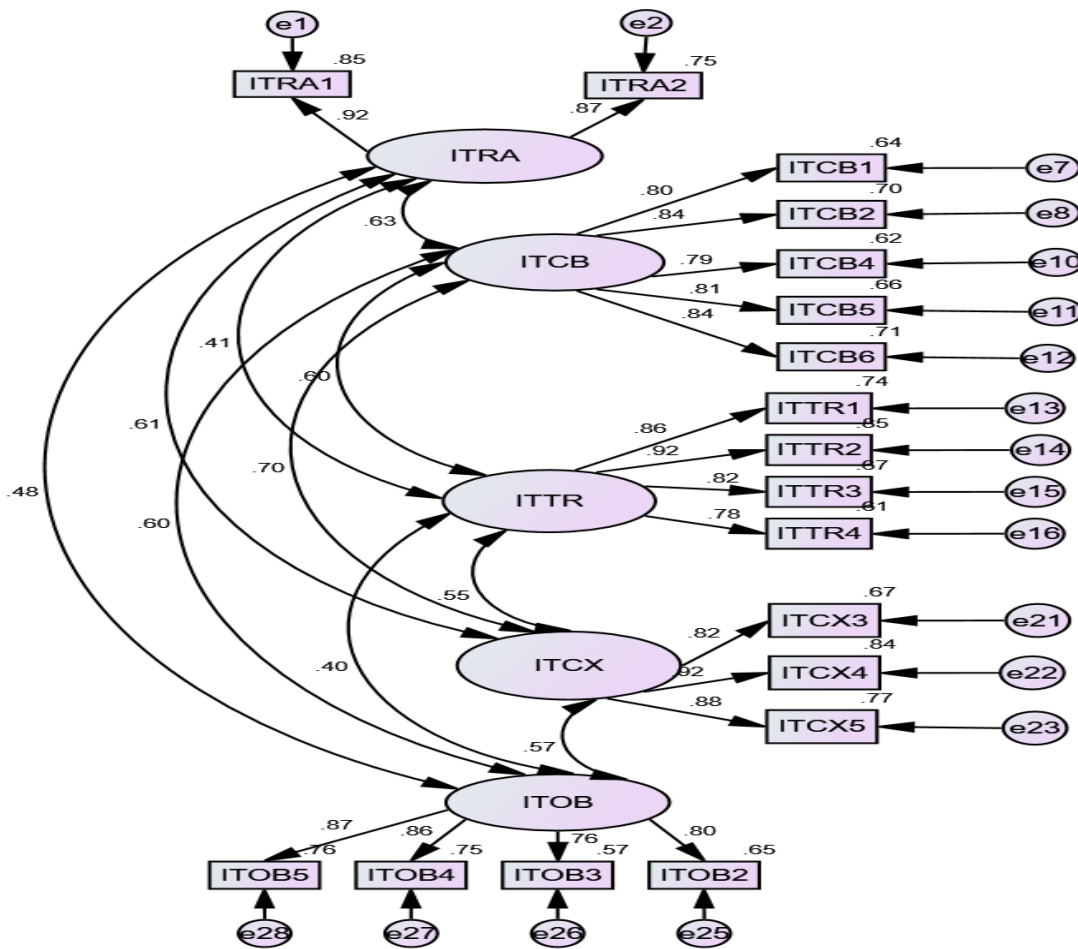 e1
e2
.85
.75
ITRA1
ITRA2
.92
.87
ITRA
.64
ITCB1
e7
.80
.70
ITCB2
e8
.84
.63
.62
ITCB
ITCB4
e10
.79
.66
ITCB5
e11
.81
.84
.71
ITCB6
e12
.41
.60
.74
ITTR1
e13
.86
.85
ITTR2
e14
.92
.61
.67
.70
ITTR
ITTR3
e15
.82
.48
.61
.60
ITTR4
e16
.78
.55
.67
ITCX3
e21
.82
.84
.40
ITCX
ITCX4
e22
.92
.88
.77
ITCX5
e23
.57
ITOB
.87
.86
.76
.80
.76
.75
.57
.65
ITOB5
ITOB4
ITOB3
ITOB2
e28
e27
e26
e25